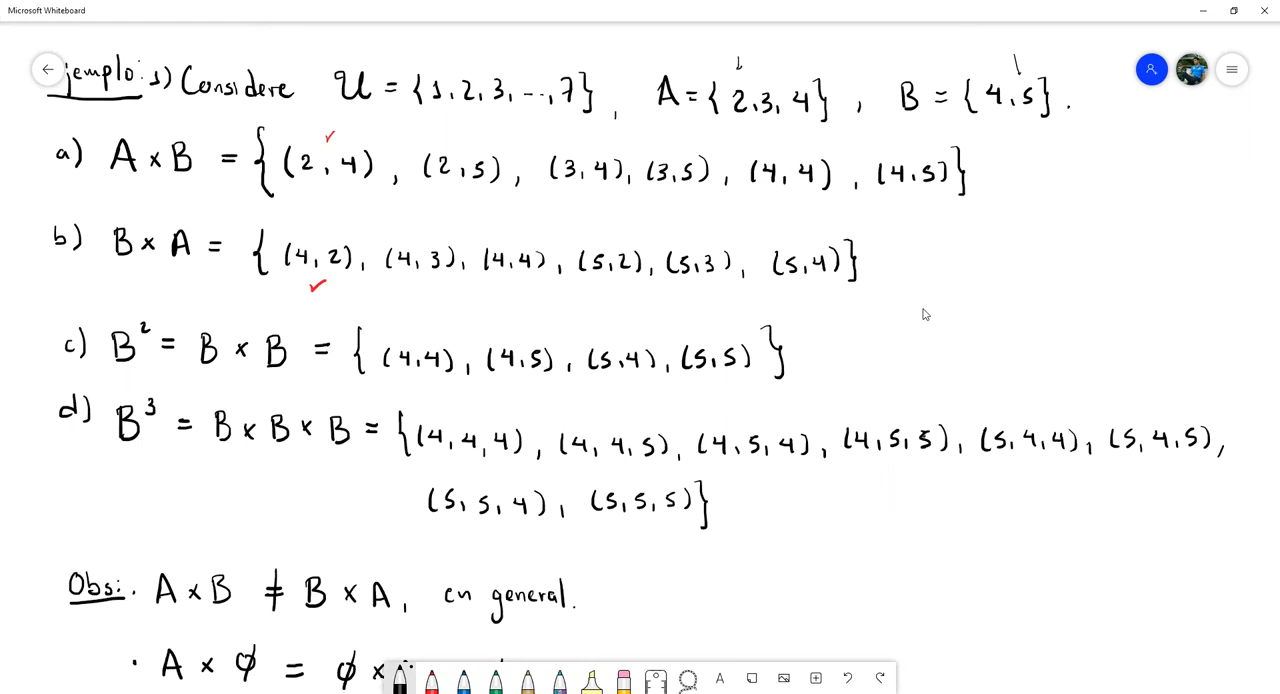 Microsoft Whiteboard
jemplo: 1) Considere U = {1,2,3,...,7}, A={2,3,4}, B={4,5}.
a) A × B = {(2,4), (2,5), (3,4), (3,5), (4,4), (4,5)}
b) B × A = {(4,2), (4,3), (4,4), (5,2), (5,3), (5,4)}
c) B² = B × B = {(4,4), (4,5), (5,4), (5,5)}
d) B³ = B × B × B = {(4,4,4), (4,4,5), (4,5,4), (4,5,5), (5,4,4), (5,4,5),
(5,5,4), (5,5,5)}
Obs: · A × B ≠ B × A, en general.
· A × ∅ = ∅ ×